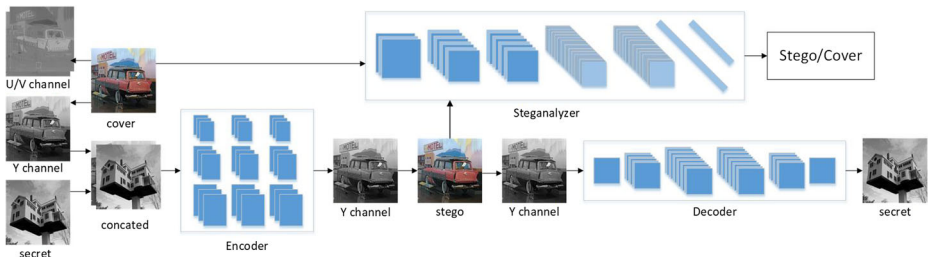 U/V channel
cover
Y channel
secret
concated
Encoder
Y channel
stego
Y channel
Steganalyzer
Stego/Cover
Decoder
secret